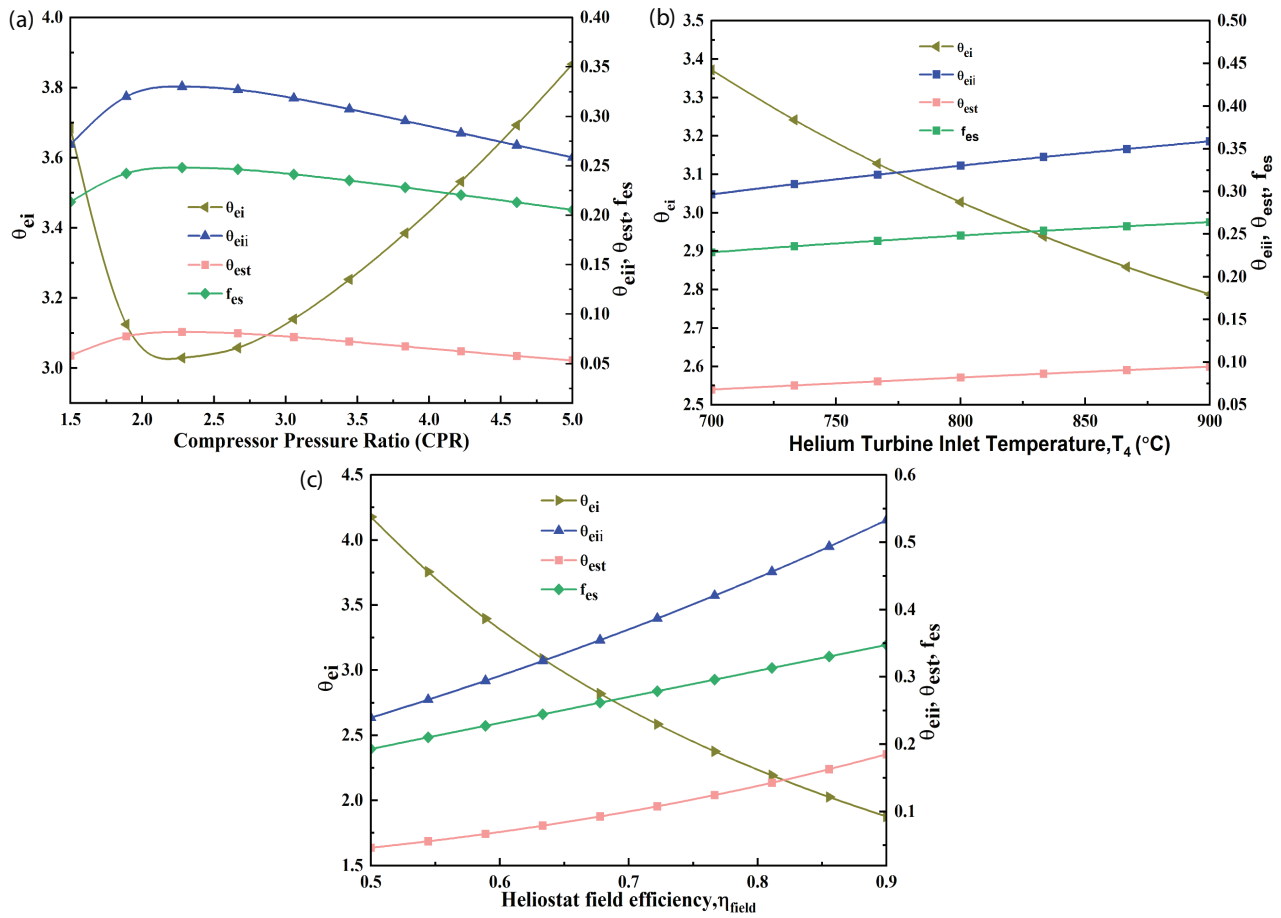 (a)
4.0
3.8
3.6
3.4
3.2
3.0
θei
0.40
0.35
0.30
0.25
0.20
0.15
0.10
0.05
0.00
θeii, θest, fes
θei
θeii
θest
fes
1.5 2.0 2.5 3.0 3.5 4.0 4.5 5.0
Compressor Pressure Ratio (CPR)
(b)
3.5
3.4
3.3
3.2
3.1
3.0
2.9
2.8
2.7
2.6
2.5
θei
0.50
0.45
0.40
0.35
0.30
0.25
0.20
0.15
0.10
0.05
θeii, θest, fes
θei
θeii
θest
fes
700 750 800 850 900
Helium Turbine Inlet Temperature,T4 (°C)
(c)
4.5
4.0
3.5
3.0
2.5
2.0
1.5
θei
0.6
0.5
0.4
0.3
0.2
0.1
θeii, θest, fes
θei
θeii
θest
fes
0.5 0.6 0.7 0.8 0.9
Heliostat field efficiency,ηfield